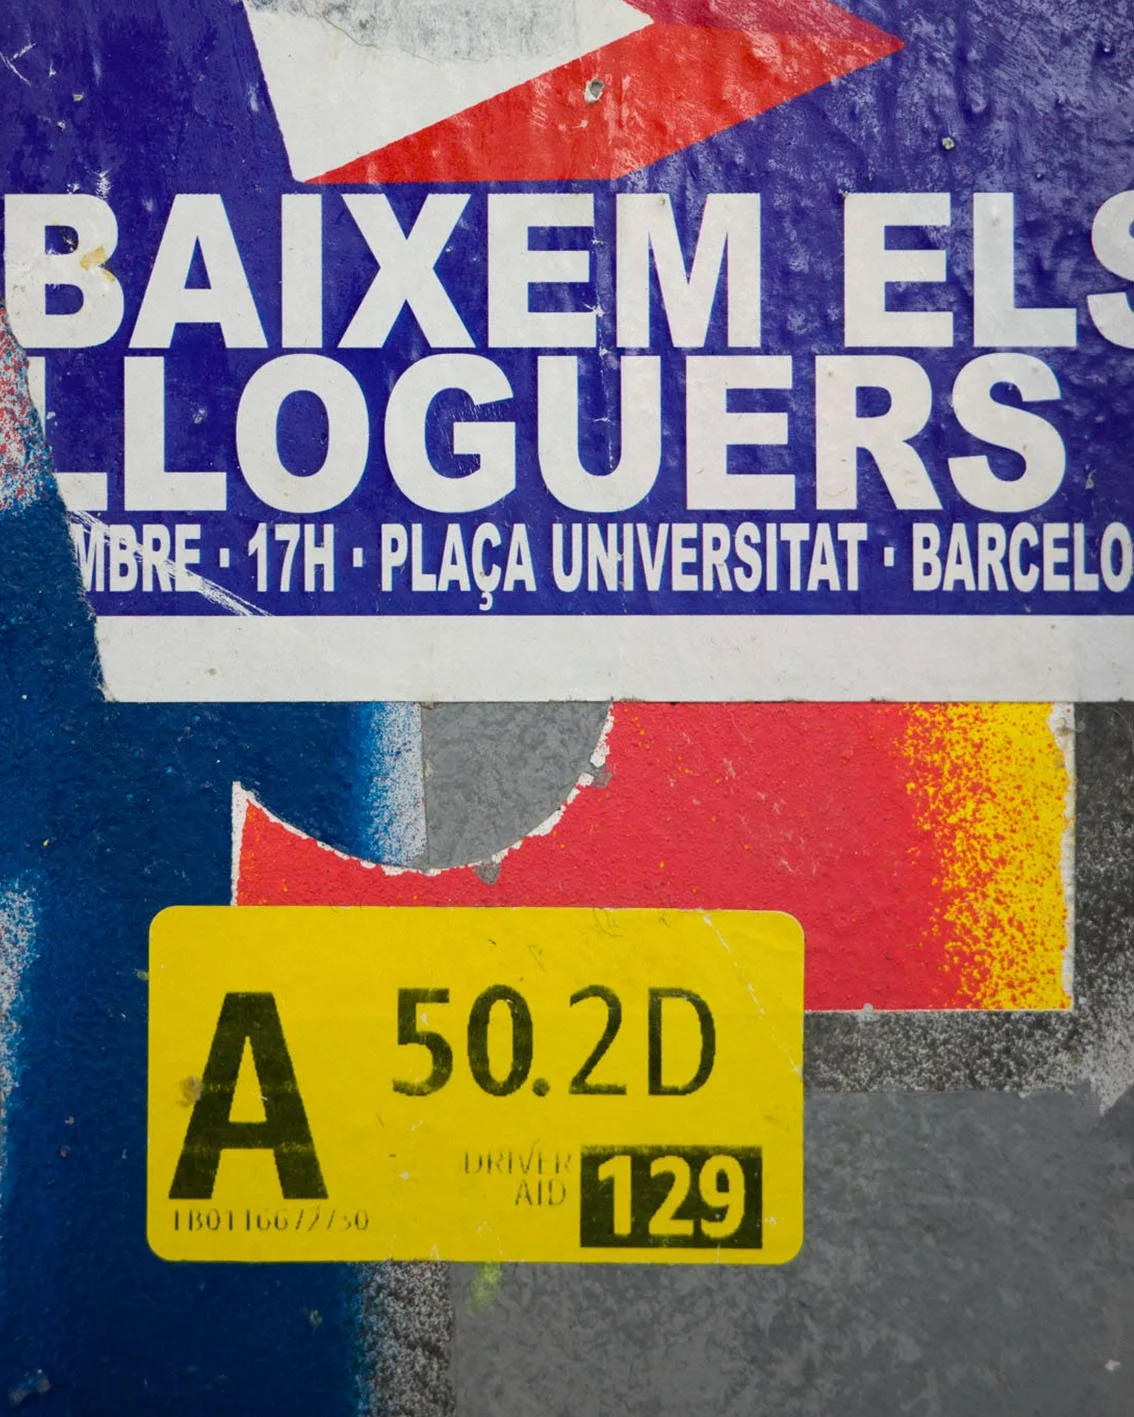 BAIXEM ELS
LLOGUERS
MBRE · 17H · PLAÇA UNIVERSITAT · BARCELO
A
50.2D
DRIVER
AID
129